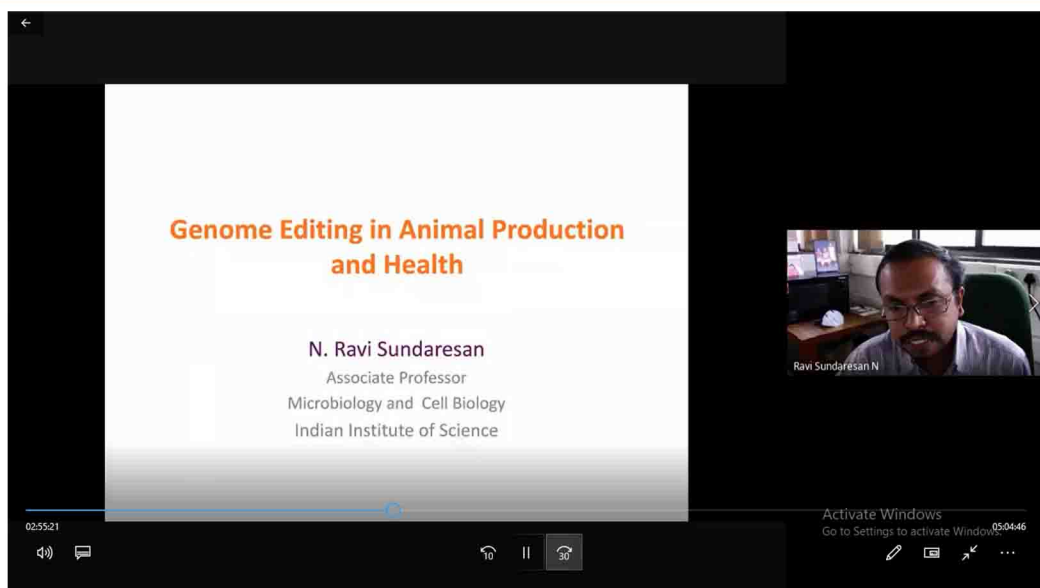 Genome Editing in Animal Production
and Health
N. Ravi Sundaresan
Associate Professor
Microbiology and Cell Biology
Indian Institute of Science
Ravi Sundaresan N
Activate Windows
Go to Settings to activate Windows.
02:55:21
05:04:46
10
30